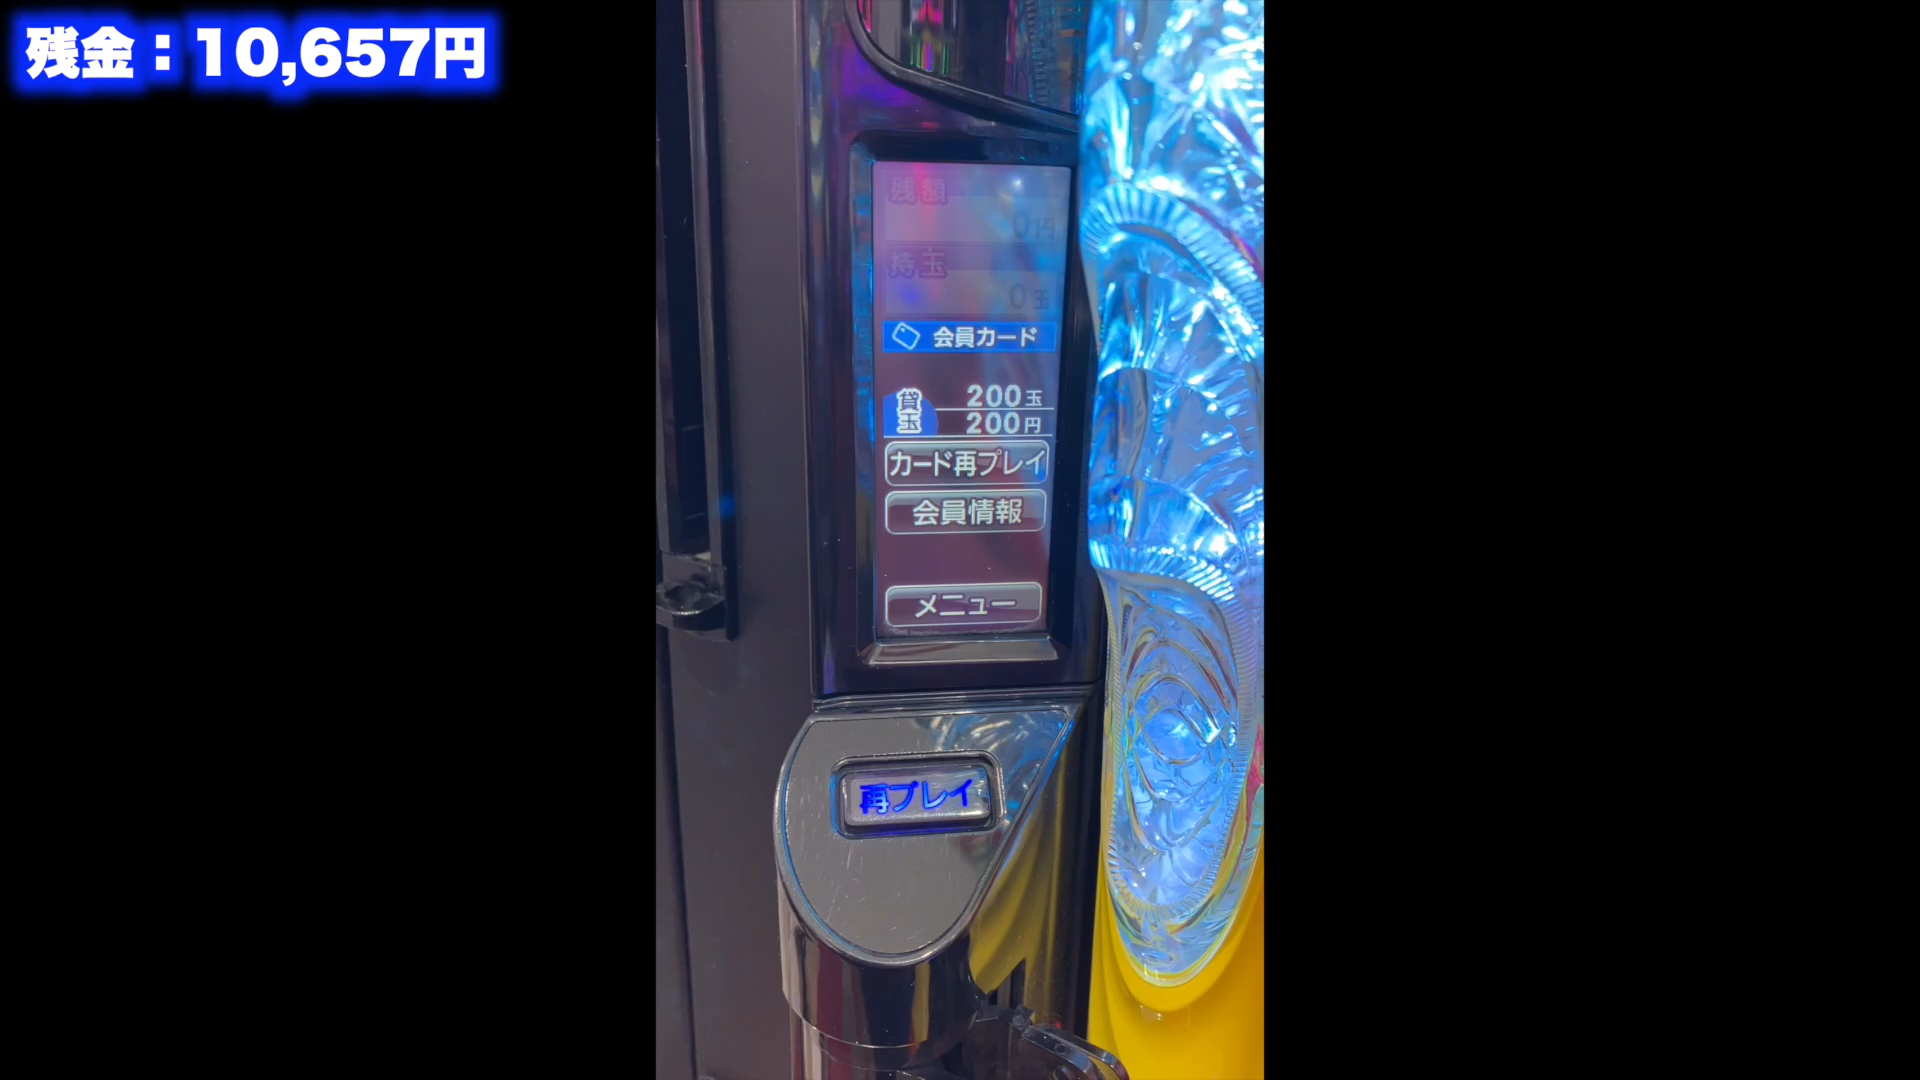 残金：10,657円
残額
0円
持玉
0玉
会員カード
貸玉
200玉
200円
カード再プレイ
会員情報
メニュー
再プレイ